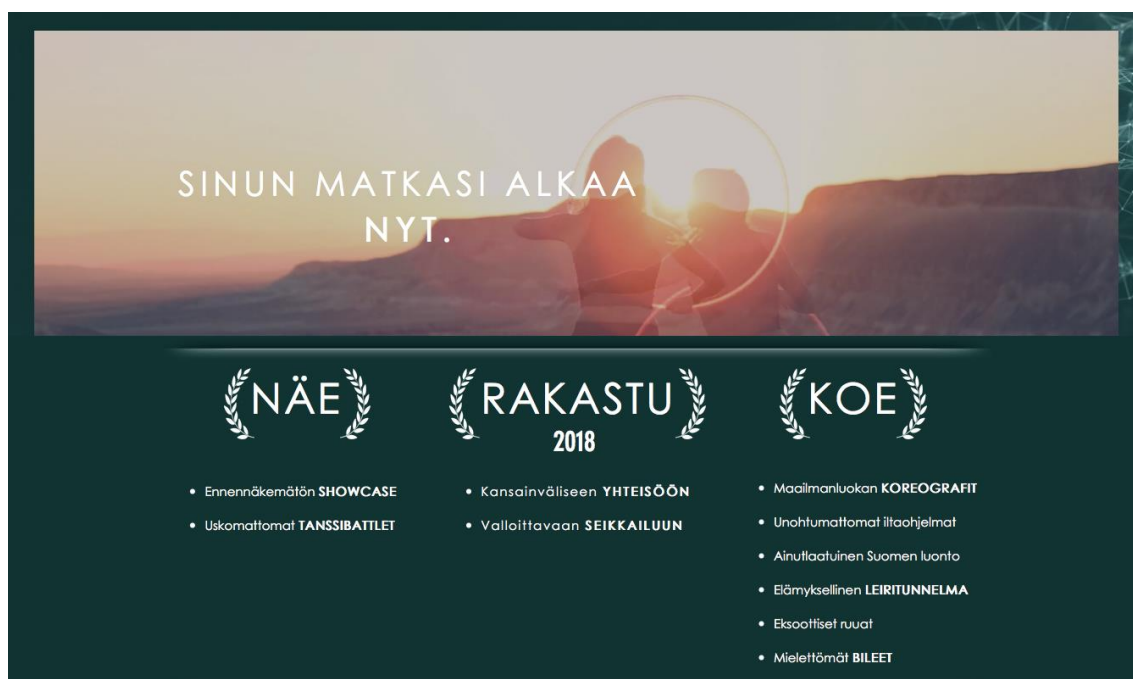 SINUN MATKASI ALKAA
NYT.
NÄE
RAKASTU
2018
KOE
Ennennäkemätön SHOWCASE
Uskomattomat TANSSIBATTLET
Kansainväliseen YHTEISÖÖN
Valloittavaan SEIKKAILUUN
Maailmanluokan KOREOGRAFIT
Unohtumattomat iltaohjelmat
Ainutlaatuinen Suomen luonto
Elämyksellinen LEIRITUNNELMA
Eksoottiset ruuat
Mielettömät BILEET